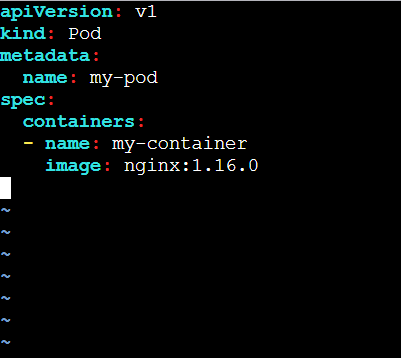 apiVersion: v1
kind: Pod
metadata:
  name: my-pod
spec:
  containers:
  - name: my-container
    image: nginx:1.16.0
~
~
~
~
~
~
~